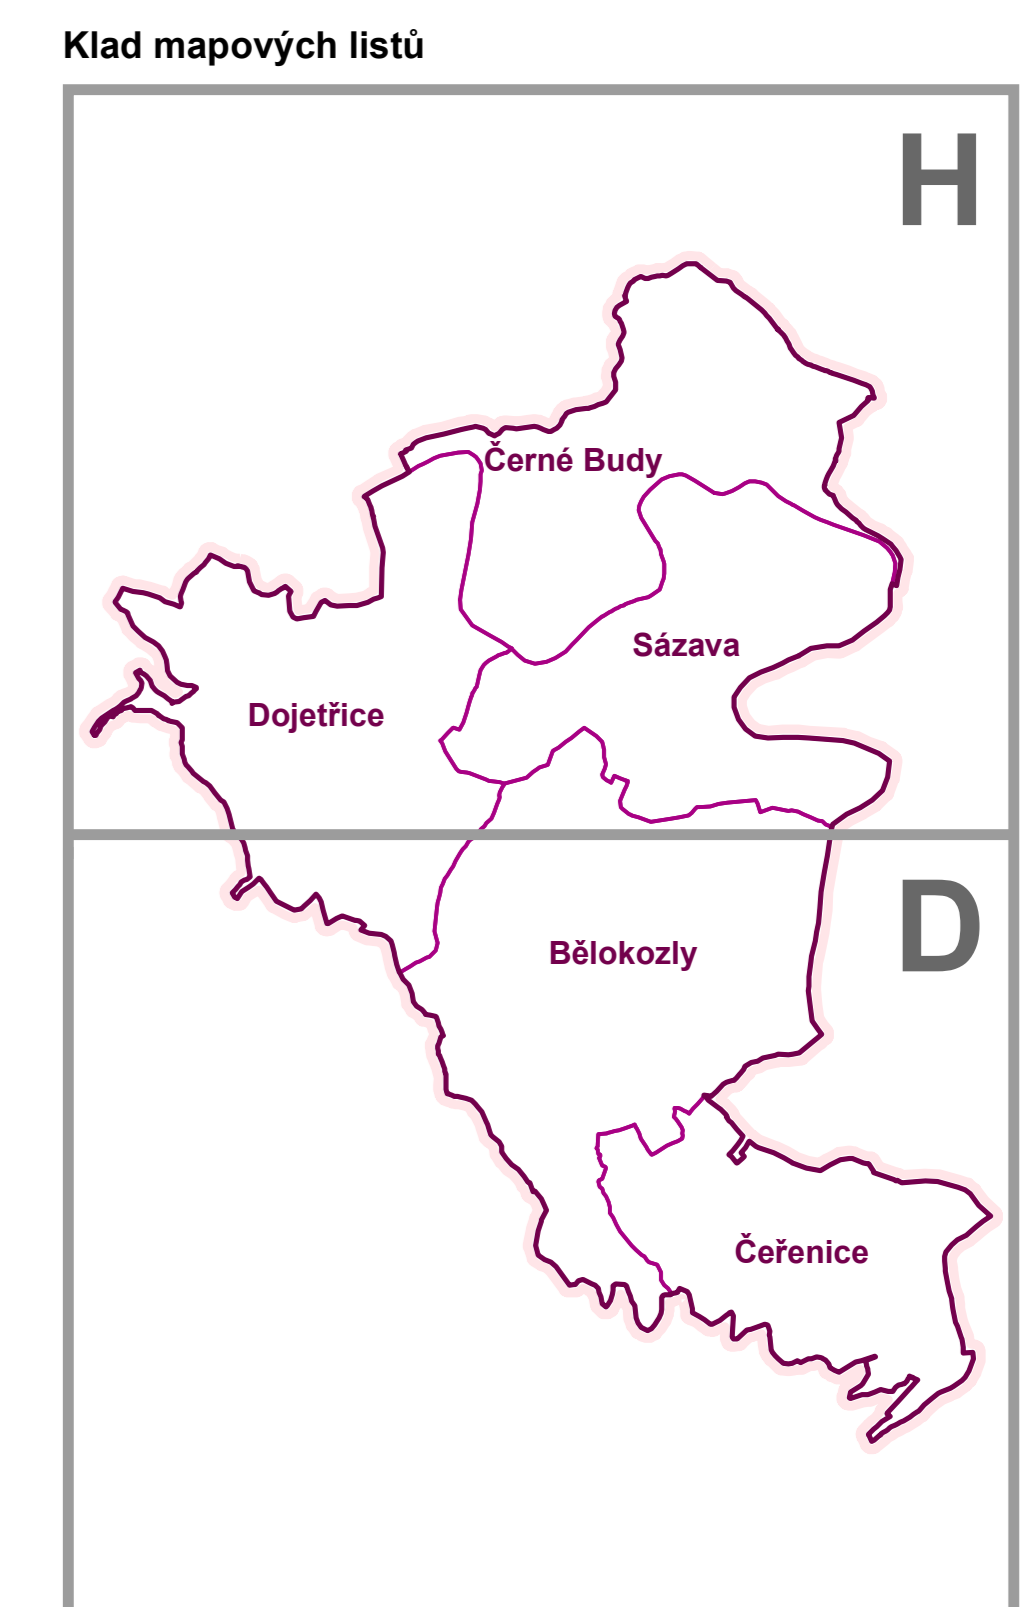 Klad mapových listů
H
Černé Budy
Sázava
Dojetřice
D
Bělokozly
Čeřenice